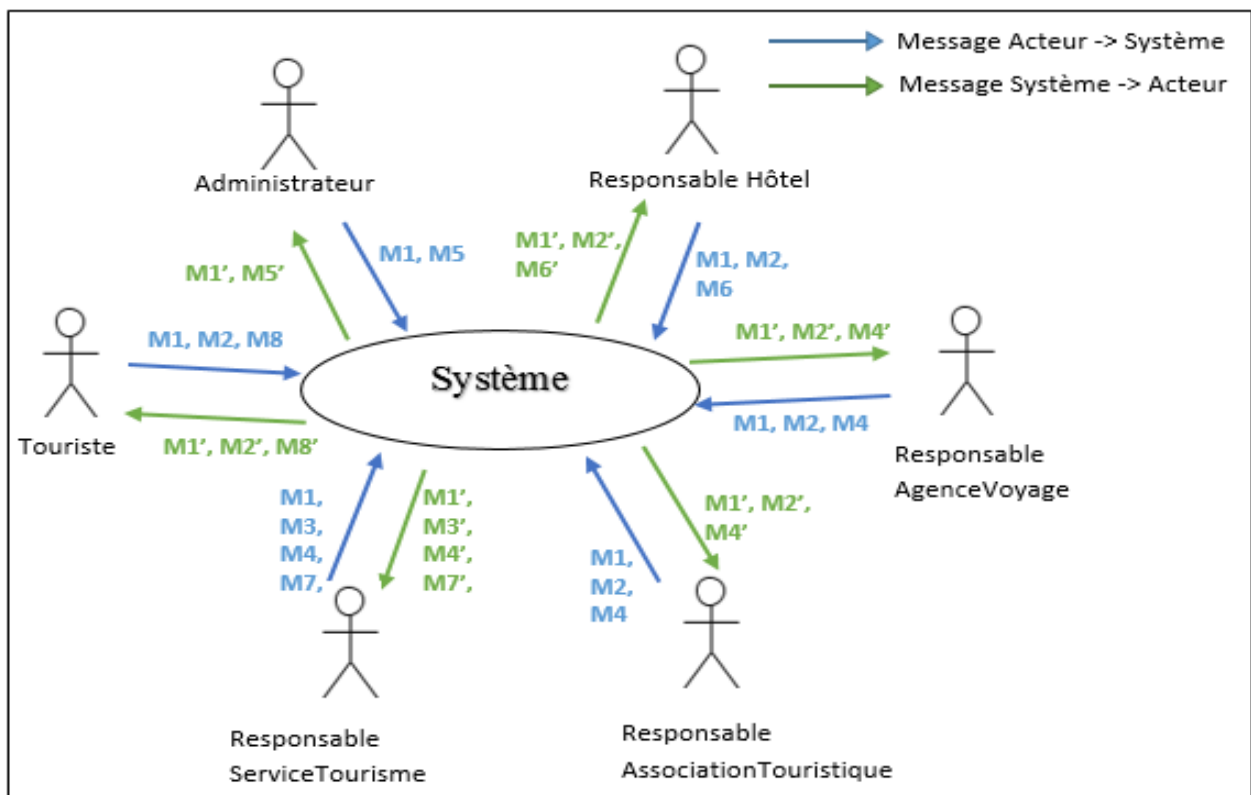 Message Acteur -> Système
Message Système -> Acteur
Administrateur
Responsable Hôtel
M1’, M5’
M1, M5
M1’, M2’,
M6’
M1, M2,
M6
M1, M2, M8
M1’, M2’, M4’
Système
Touriste
M1’, M2’, M8’
M1, M2, M4
Responsable
AgenceVoyage
M1,
M3,
M4,
M7,
M1’,
M3’,
M4’,
M7’,
M1,
M2,
M4
M1’, M2’,
M4’
Responsable
ServiceTourisme
Responsable
AssociationTouristique